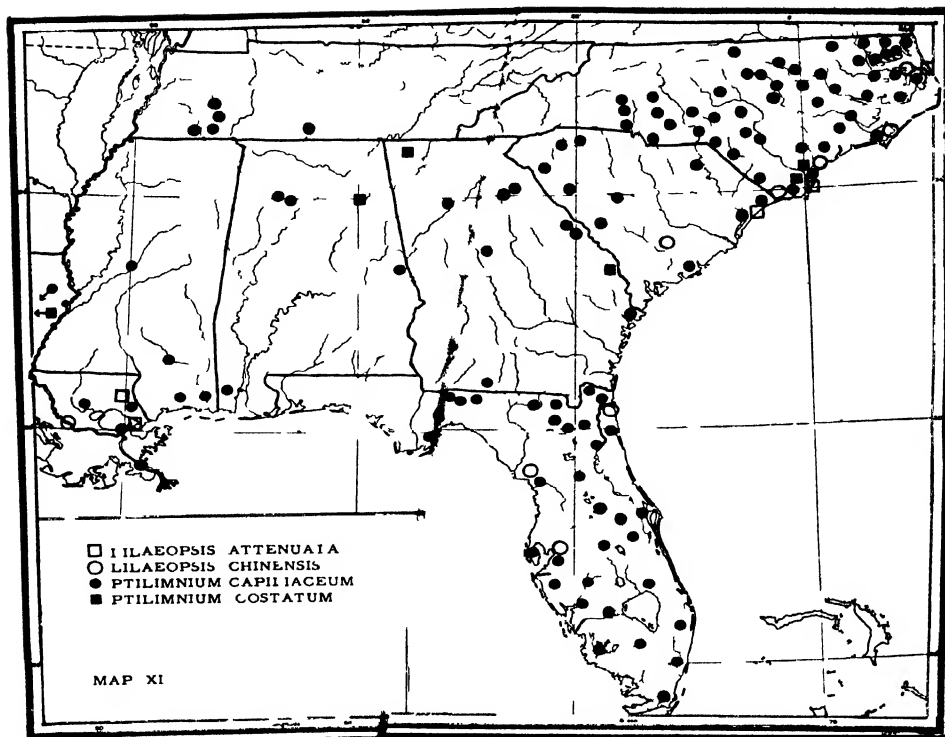 □ LILAEOPSIS ATTENUATA
○ LILAEOPSIS CHINENSIS
● PTILIMNIUM CAPILLACEUM
■ PTILIMNIUM COSTATUM
MAP XI